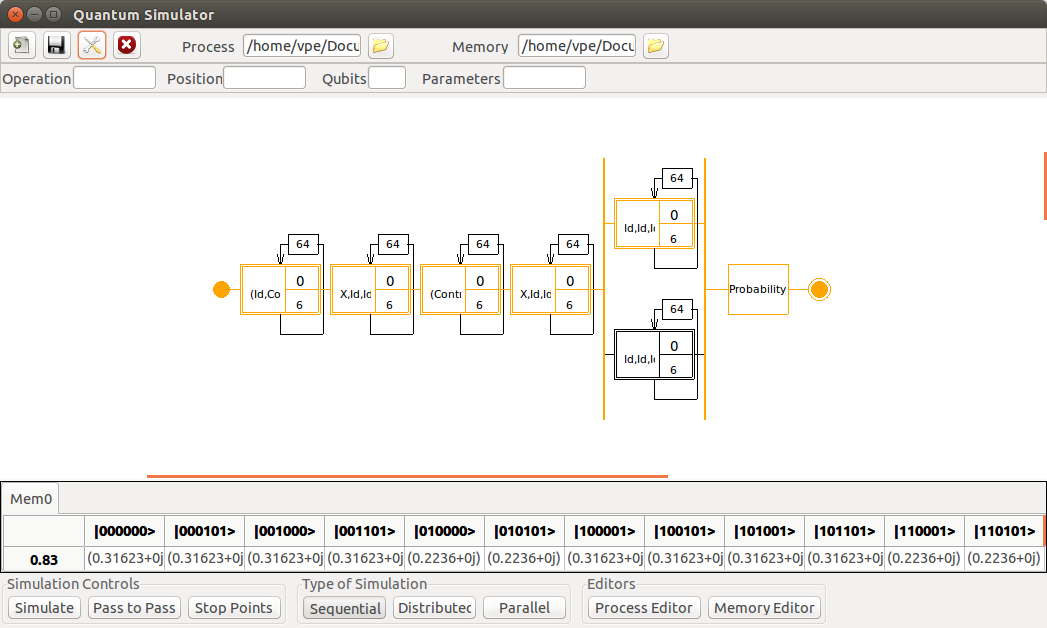 Quantum Simulator
Process /home/vpe/Docu Memory /home/vpe/Docu
Operation Position Qubits Parameters
64
Id,Id,Id 0
6
64 64 64 64
(Id,Co 0 X,Id,Id 0 (Contr 0 X,Id,Id 0
6 6 6 6
Probability
64
Id,Id,Id 0
6
Mem0
|000000> |000101> |001000> |001101> |010000> |010101> |100001> |100101> |101001> |101101> |110001> |110101>
0.83 (0.31623+0j (0.31623+0j (0.31623+0j (0.31623+0j (0.2236+0j) (0.2236+0j) (0.31623+0j (0.31623+0j (0.31623+0j (0.31623+0j (0.2236+0j) (0.2236+0j)
Simulation Controls Type of Simulation Editors
Simulate Pass to Pass Stop Points Sequential Distributec Parallel Process Editor Memory Editor